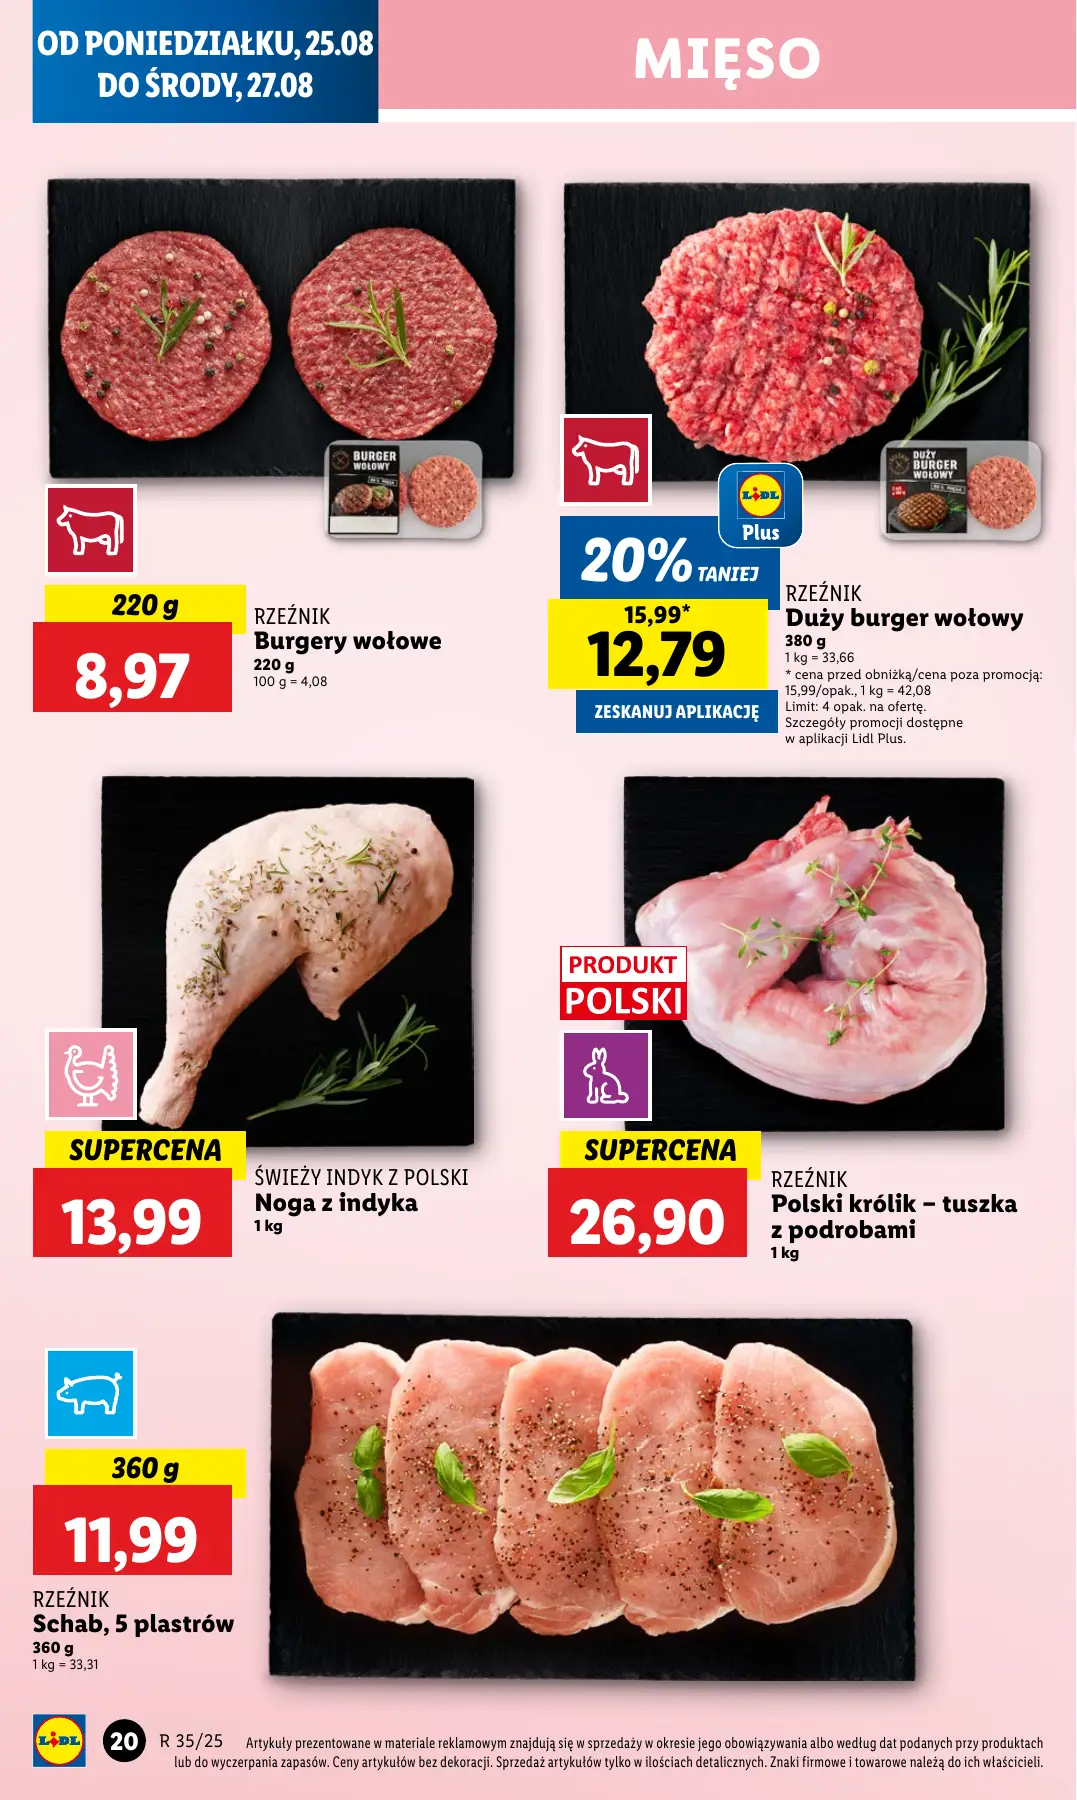 OD PONIEDZIAŁKU, 25.08
DO ŚRODY, 27.08
MIĘSO
BURGER
WOŁOWY
220 g
8,97
RZEŹNIK
Burgery wołowe
220 g
100 g = 4,08
DUŻY
BURGER
WOŁOWY
LIDL
Plus
20% TANIEJ
15,99*
12,79
ZESKANUJ APLIKACJĘ
RZEŹNIK
Duży burger wołowy
380 g
1 kg = 33,66
* cena przed obniżką/cena poza promocją:
15,99/opak., 1 kg = 42,08
Limit: 4 opak. na ofertę.
Szczegóły promocji dostępne
w aplikacji Lidl Plus.
SUPERCENA
13,99
ŚWIEŻY INDYK Z POLSKI
Noga z indyka
1 kg
PRODUKT
POLSKI
SUPERCENA
26,90
RZEŹNIK
Polski królik – tuszka
z podrobami
1 kg
360 g
11,99
RZEŹNIK
Schab, 5 plastrów
360 g
1 kg = 33,31
LIDL
20
R 35/25
Artykuły prezentowane w materiale reklamowym znajdują się w sprzedaży w okresie jego obowiązywania albo według dat podanych przy produktach
lub do wyczerpania zapasów. Ceny artykułów bez dekoracji. Sprzedaż artykułów tylko w ilościach detalicznych. Znaki firmowe i towarowe należą do ich właścicieli.